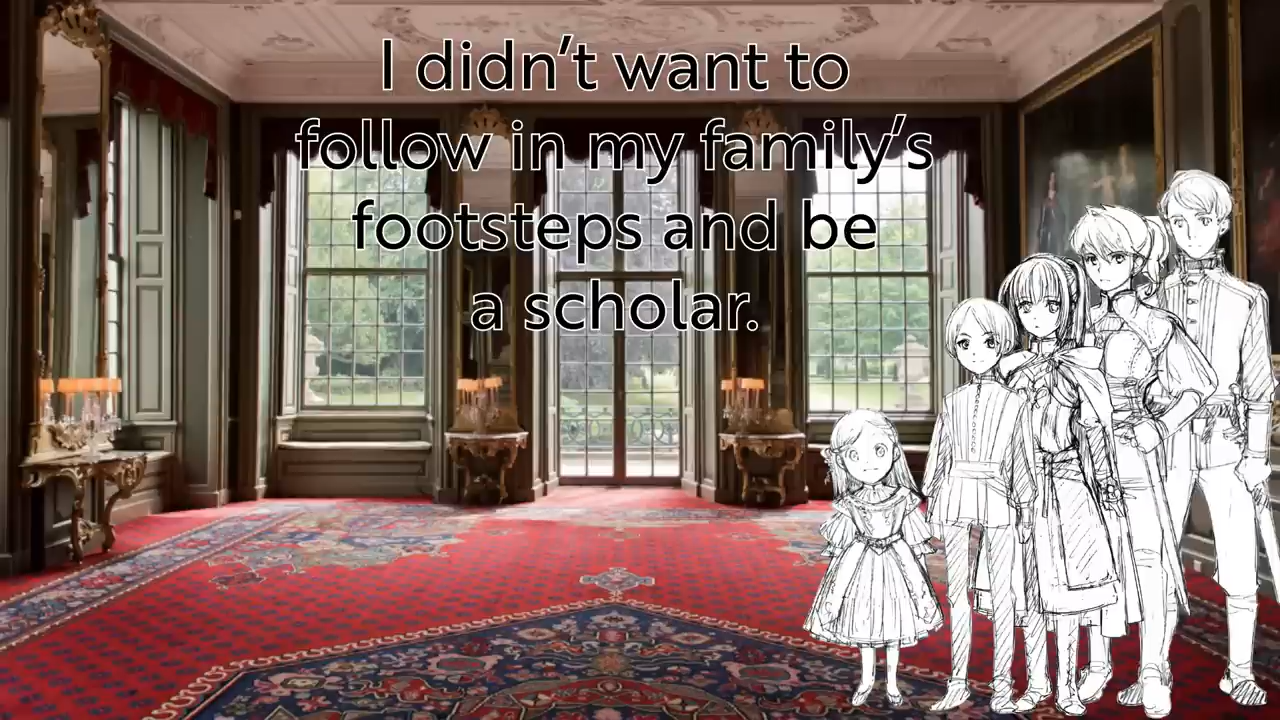 I didn’t want to
follow in my family’s
footsteps and be
a scholar.